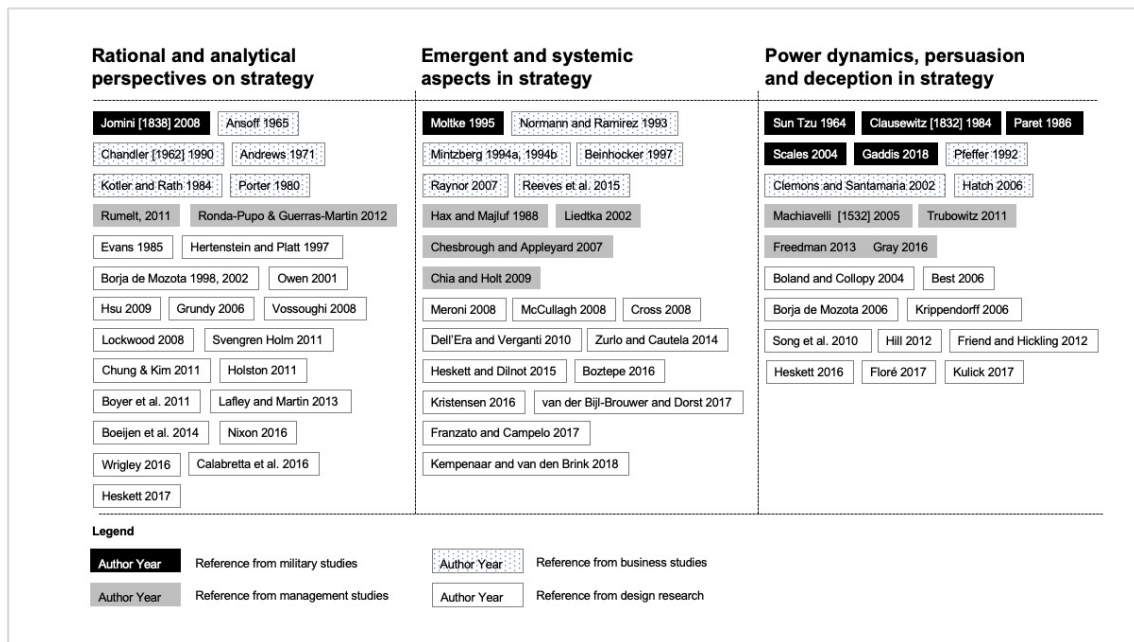 Rational and analytical
perspectives on strategy
Jomini [1838] 2008 Ansoff 1965
Chandler [1962] 1990 Andrews 1971
Kotler and Rath 1984 Porter 1980
Rumelt, 2011 Ronda-Pupo & Guerras-Martin 2012
Evans 1985 Hertenstein and Platt 1997
Borja de Mozota 1998, 2002 Owen 2001
Hsu 2009 Grundy 2006 Vossoughi 2008
Lockwood 2008 Svengren Holm 2011
Chung & Kim 2011 Holston 2011
Boyer et al. 2011 Lafley and Martin 2013
Boeijen et al. 2014 Nixon 2016
Wrigley 2016 Calabretta et al. 2016
Heskett 2017
Emergent and systemic
aspects in strategy
Moltke 1995 Normann and Ramirez 1993
Mintzberg 1994a, 1994b Beinhocker 1997
Raynor 2007 Reeves et al. 2015
Hax and Majluf 1988 Liedtka 2002
Chesbrough and Appleyard 2007
Chia and Holt 2009
Meroni 2008 McCullagh 2008 Cross 2008
Dell'Era and Verganti 2010 Zurlo and Cautela 2014
Heskett and Dilnot 2015 Boztepe 2016
Kristensen 2016 van der Bijl-Brouwer and Dorst 2017
Franzato and Campelo 2017
Kempenaar and van den Brink 2018
Power dynamics, persuasion
and deception in strategy
Sun Tzu 1964 Clausewitz [1832] 1984 Paret 1986
Scales 2004 Gaddis 2018 Pfeffer 1992
Clemons and Santamaria 2002 Hatch 2006
Machiavelli [1532] 2005 Trubowitz 2011
Freedman 2013 Gray 2016
Boland and Collopy 2004 Best 2006
Borja de Mozota 2006 Krippendorff 2006
Song et al. 2010 Hill 2012 Friend and Hickling 2012
Heskett 2016 Floré 2017 Kulick 2017
Legend
Author Year Reference from military studies
Author Year Reference from business studies
Author Year Reference from management studies
Author Year Reference from design research